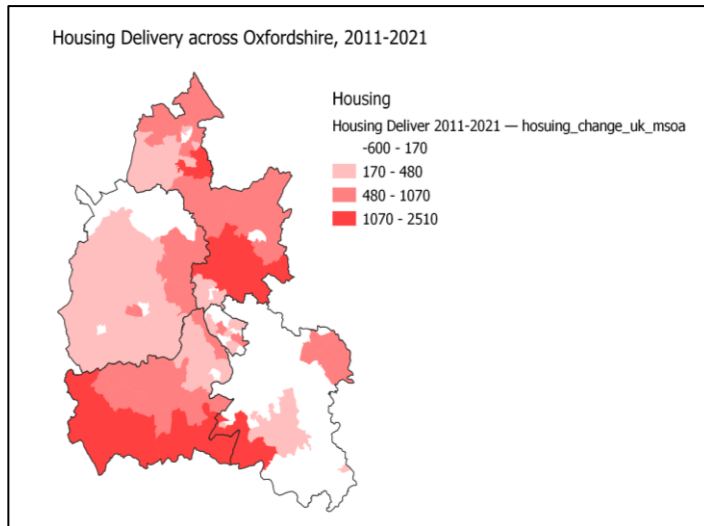 Housing Delivery across Oxfordshire, 2011-2021
Housing
Housing Deliver 2011-2021 — hosuing_change_uk_msoa
-600 - 170
170 - 480
480 - 1070
1070 - 2510